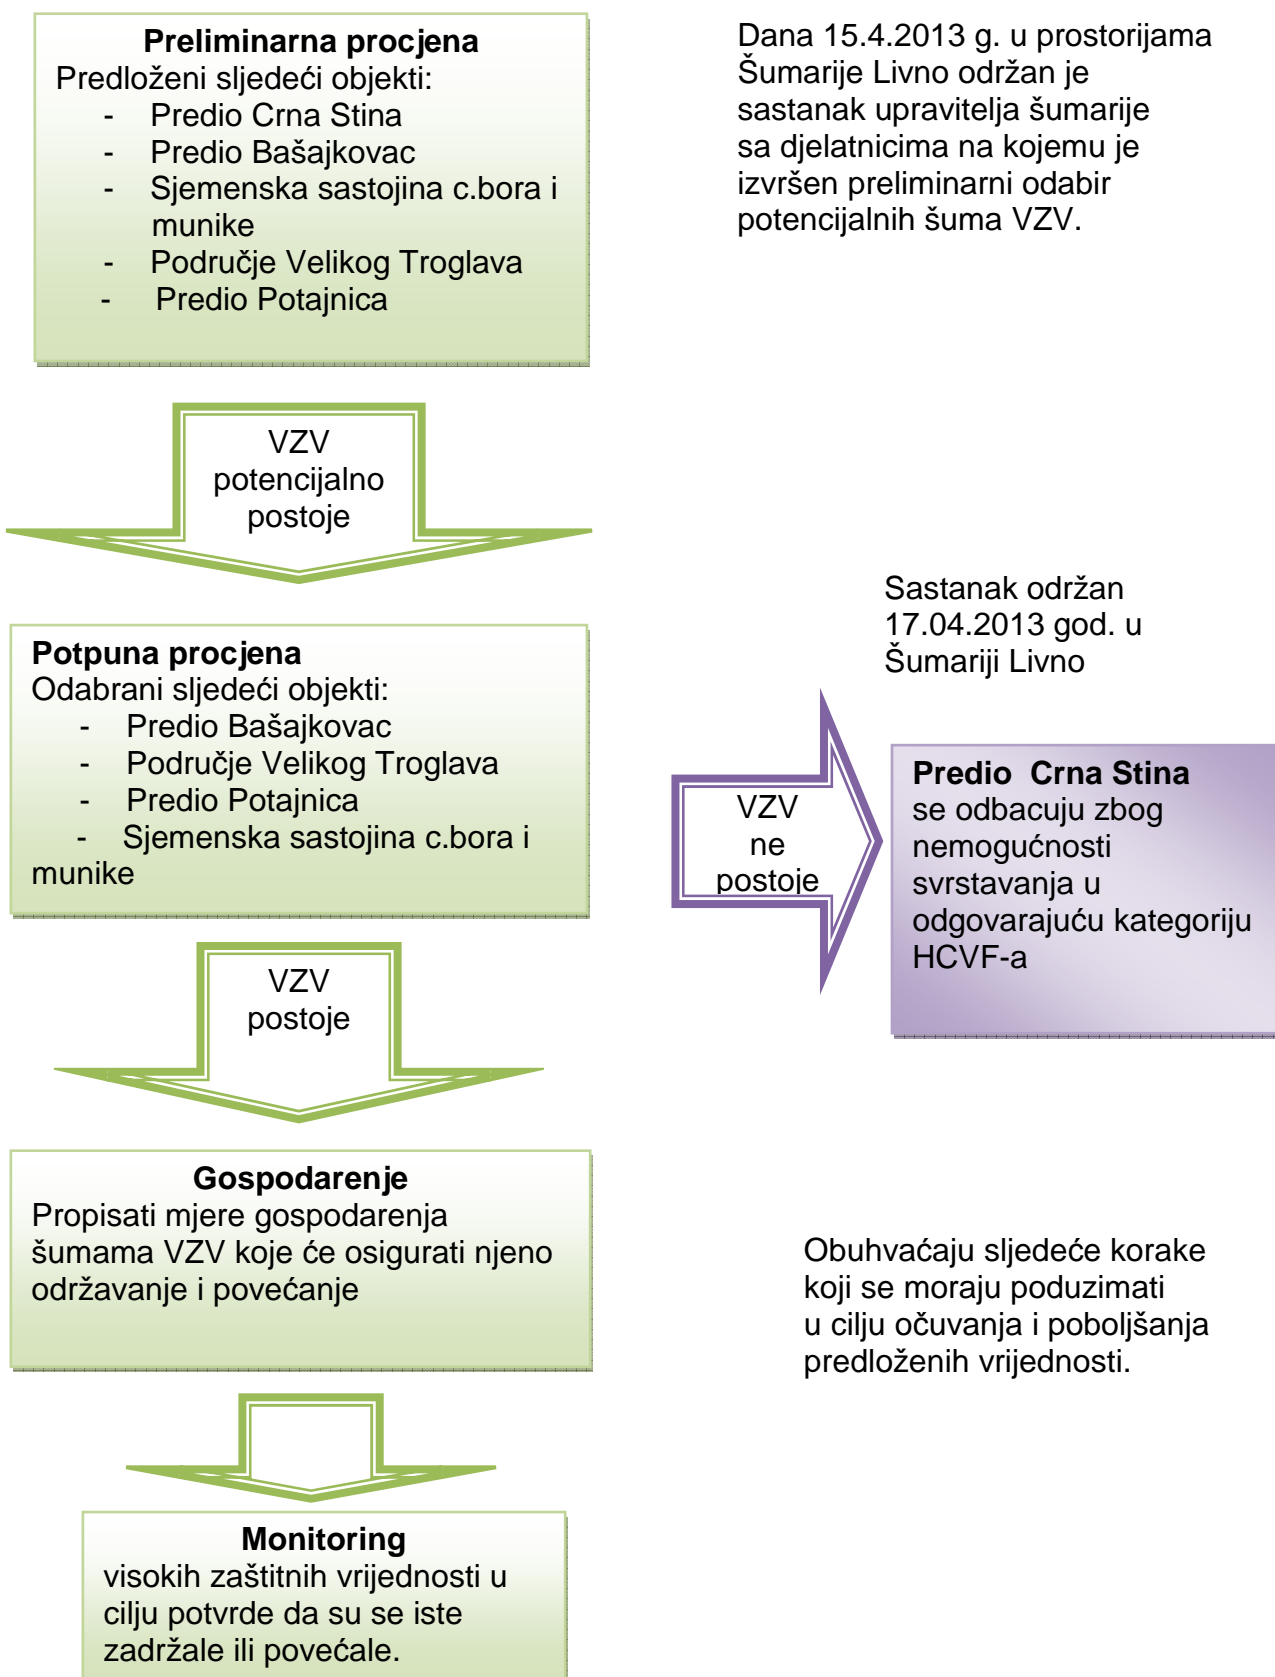 Preliminarna procjena
Predloženi sljedeći objekti:
- Predio Crna Stina
- Predio Bašajkovac
- Sjemenska sastojina c.bora i
munike
- Područje Velikog Troglava
- Predio Potajnica
Dana 15.4.2013 g. u prostorijama
Šumarije Livno održan je
sastanak upravitelja šumarije
sa djelatnicima na kojemu je
izvršen preliminarni odabir
potencijalnih šuma VZV.
VZV
potencijalno
postoje
Potpuna procjena
Odabrani sljedeći objekti:
- Predio Bašajkovac
- Područje Velikog Troglava
- Predio Potajnica
- Sjemenska sastojina c.bora i
munike
VZV
ne
postoje
Sastanak održan
17.04.2013 god. u
Šumariji Livno
Predio Crna Stina
se odbacuju zbog
nemogućnosti
svrstavanja u
odgovarajuću kategoriju
HCVF-a
VZV
postoje
Gospodarenje
Propisati mjere gospodarenja
šumama VZV koje će osigurati njeno
održavanje i povećanje
Obuhvaćaju sljedeće korake
koji se moraju poduzimati
u cilju očuvanja i poboljšanja
predloženih vrijednosti.
Monitoring
visokih zaštitnih vrijednosti u
cilju potvrde da su se iste
zadržale ili povećale.